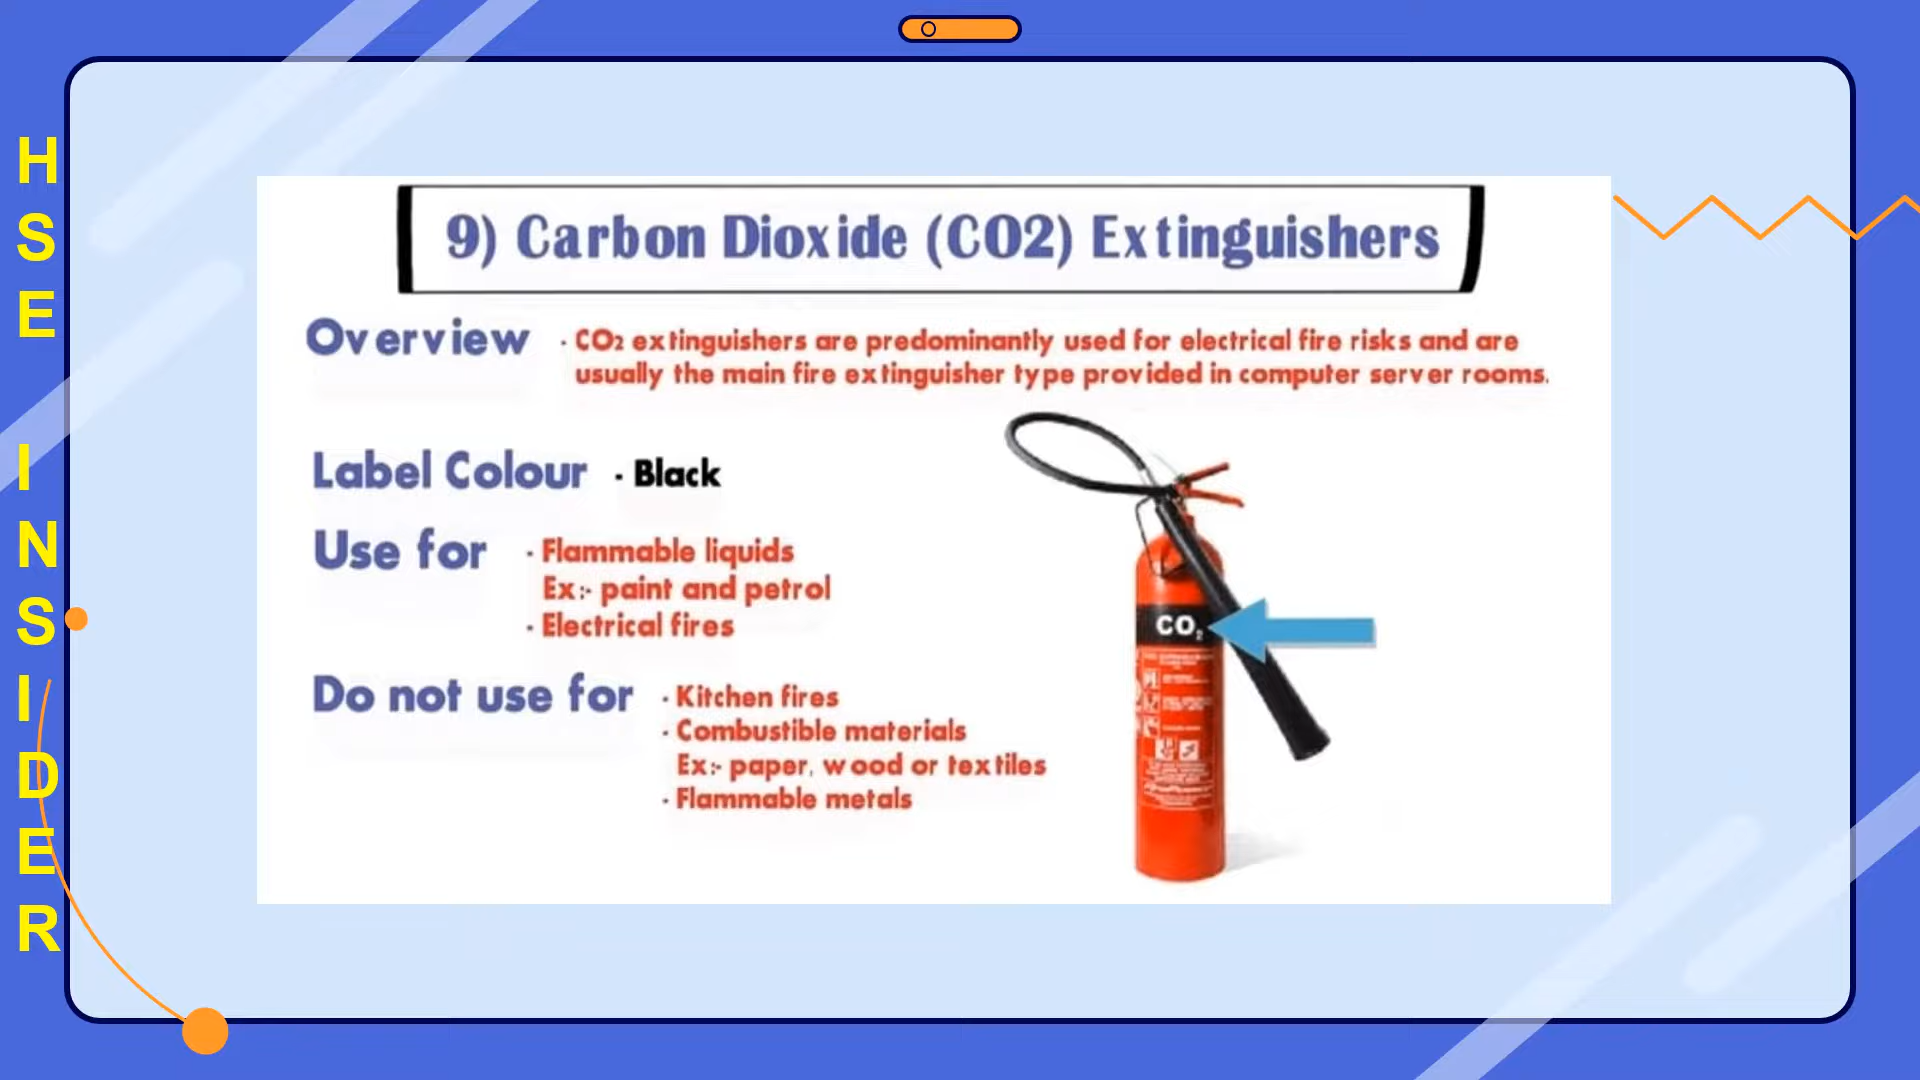 HSE INSIDER
9) Carbon Dioxide (CO2) Extinguishers
Overview
· CO2 extinguishers are predominantly used for electrical fire risks and are
usually the main fire extinguisher type provided in computer server rooms.
Label Colour
· Black
Use for
· Flammable liquids
Ex:- paint and petrol
· Electrical fires
Do not use for
· Kitchen fires
· Combustible materials
Ex:- paper, wood or textiles
· Flammable metals
CO2